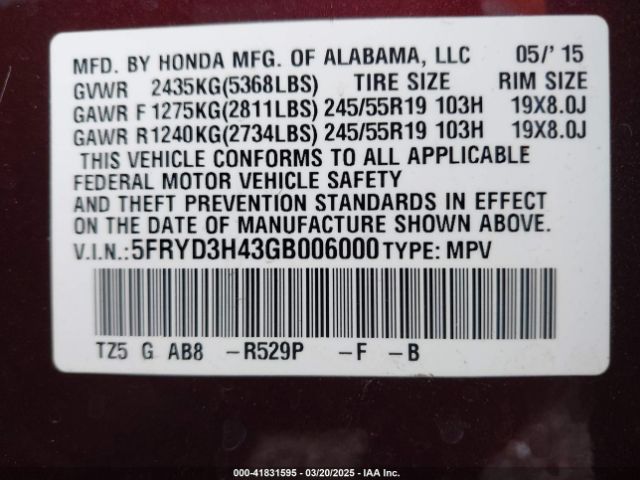 MFD. BY HONDA MFG. OF ALABAMA, LLC 05/' 15
GVWR 2435KG(5368LBS) TIRE SIZE RIM SIZE
GAWR F 1275KG(2811LBS) 245/55R19 103H 19X8.0J
GAWR R1240KG(2734LBS) 245/55R19 103H 19X8.0J
THIS VEHICLE CONFORMS TO ALL APPLICABLE
FEDERAL MOTOR VEHICLE SAFETY
AND THEFT PREVENTION STANDARDS IN EFFECT
ON THE DATE OF MANUFACTURE SHOWN ABOVE.
V.I.N.:5FRYD3H43GB006000 TYPE: MPV
TZ5 G AB8 -R529P -F -B
000-41831595 - 03/20/2025 - IAA Inc.